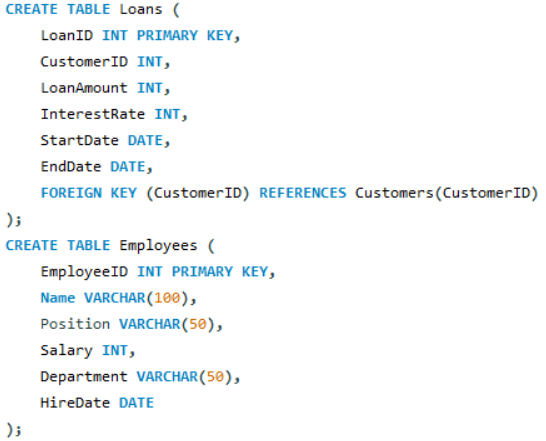 CREATE TABLE Loans (
    LoanID INT PRIMARY KEY,
    CustomerID INT,
    LoanAmount INT,
    InterestRate INT,
    StartDate DATE,
    EndDate DATE,
    FOREIGN KEY (CustomerID) REFERENCES Customers(CustomerID)
);
CREATE TABLE Employees (
    EmployeeID INT PRIMARY KEY,
    Name VARCHAR(100),
    Position VARCHAR(50),
    Salary INT,
    Department VARCHAR(50),
    HireDate DATE
);